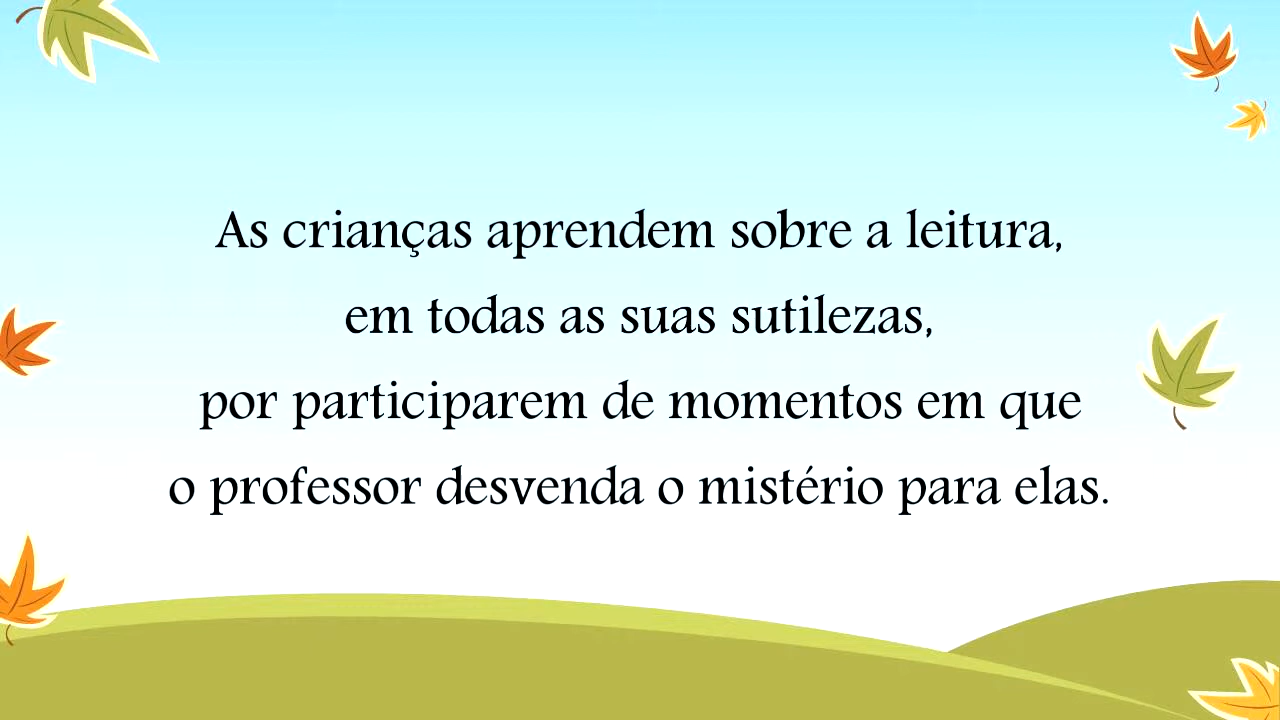 As crianças aprendem sobre a leitura,
em todas as suas sutilezas,
por participarem de momentos em que
o professor desvenda o mistério para elas.